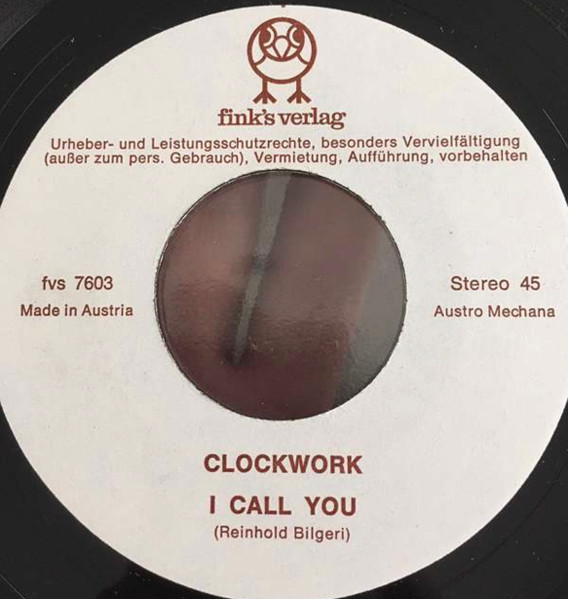 fink's verlag
Urheber- und Leistungsschutzrechte, besonders Vervielfältigung
(außer zum pers. Gebrauch), Vermietung, Aufführung, vorbehalten
fvs 7603
Made in Austria
Stereo 45
Austro Mechana
CLOCKWORK
I CALL YOU
(Reinhold Bilgeri)